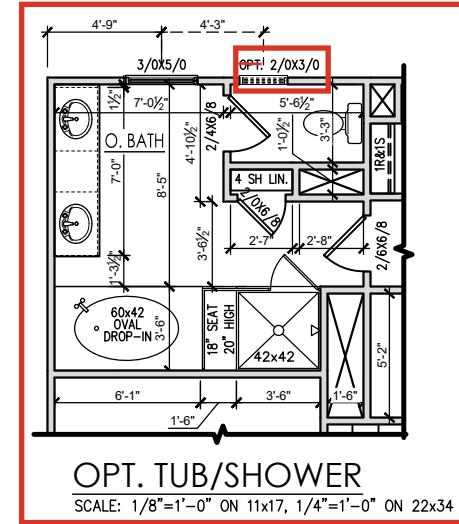 4'-9"
4'-3"
3/0X5/0
OPT. 2/0X3/0
1½"
7'-0½"
2/4X6/8
5'-6½"
O. BATH
4'-10½"
1'-0½"
3'-3"
1R&1S
7'-0"
8'-5"
4 SH LIN.
2/0X6/8
3'-6½"
2'-7"
2'-8"
2/6X6/8
1'-3½"
60x42
OVAL
DROP-IN
3'-6"
18" SEAT
20" HIGH
42x42
5'-2"
6'-1"
3'-6"
1'-6"
1'-6"
OPT. TUB/SHOWER
SCALE: 1/8"=1'-0" ON 11x17, 1/4"=1'-0" ON 22x34